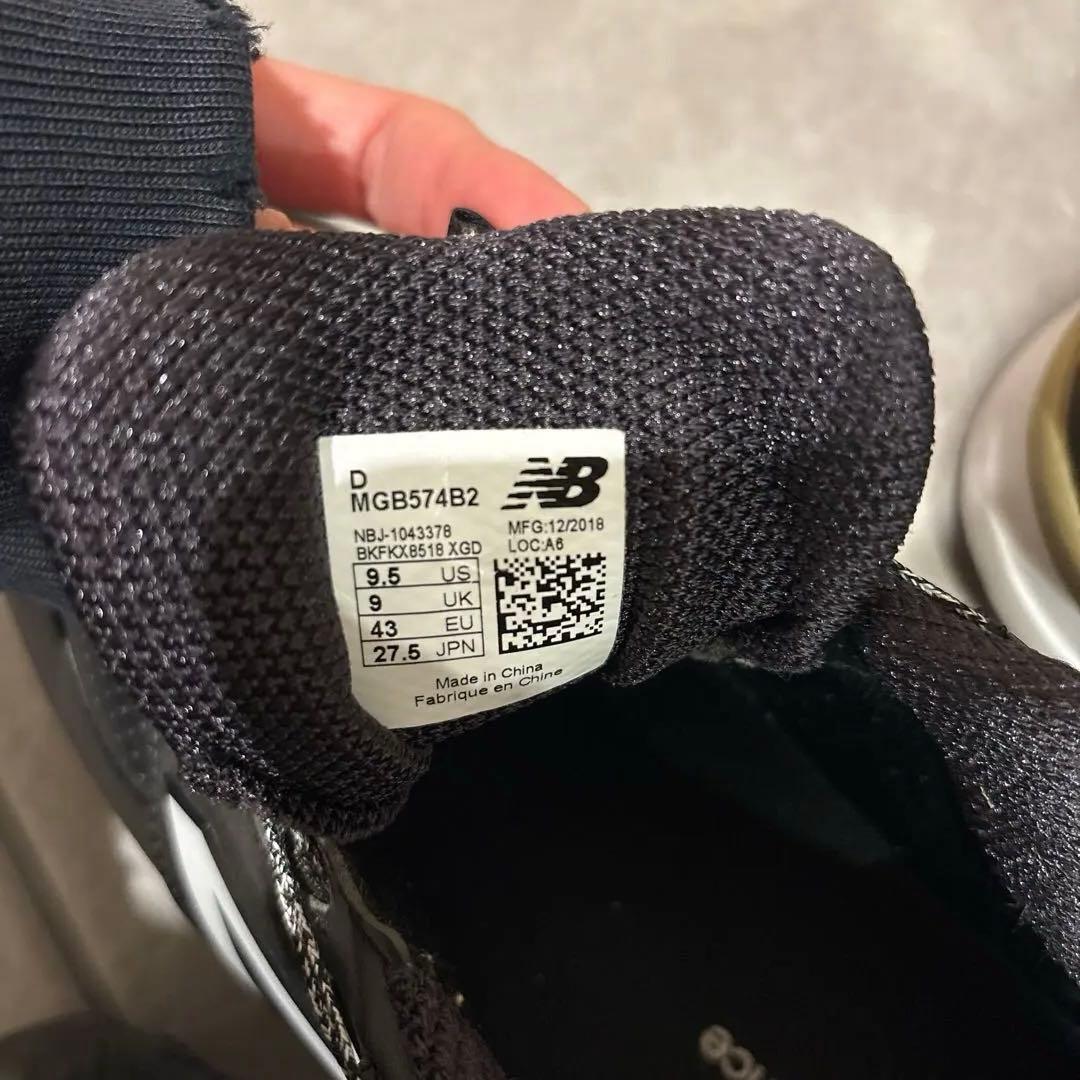 D
MGB574B2
NB
NBJ-1043378
BKFKX8518 XGD
MFG:12/2018
LOC:A6
9.5 US
9 UK
43 EU
27.5 JPN
Made in China
Fabrique en Chine